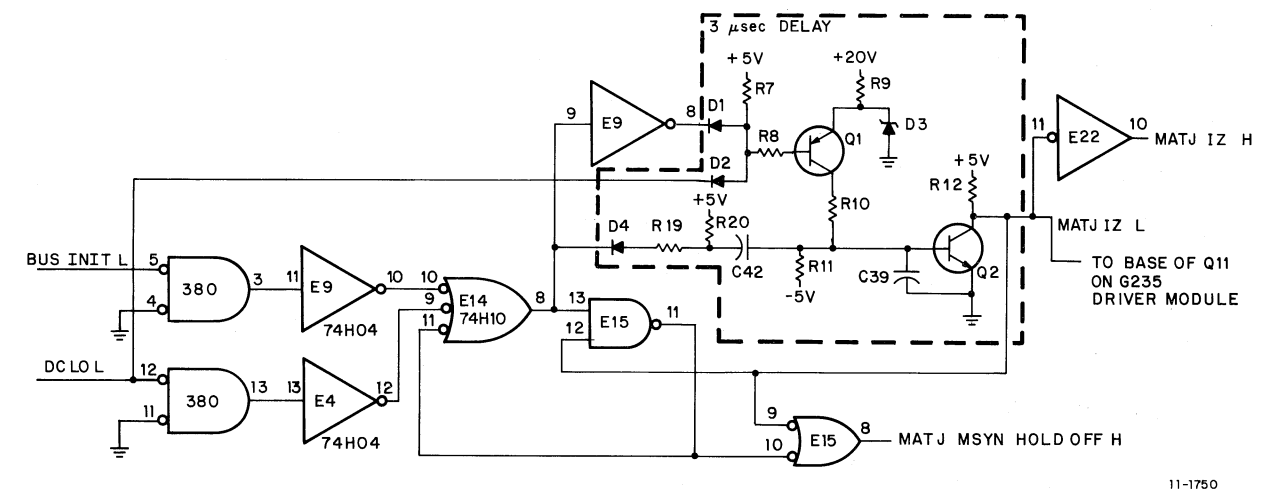 3 μsec DELAY
+5V
R7
+20V
R9
8
D1
9
E9
R8
Q1
D3
11
E22
10
MATJ IZ H
D2
+5V
R12
R10
+5V
R20
D4
R19
C42
R11
-5V
C39
Q2
MATJ IZ L
TO BASE OF Q11
ON G235
DRIVER MODULE
BUS INIT L
5
4
380
3
11
E9
10
74H04
10
9
11
E14
74H10
8
13
12
E15
11
DC LO L
12
11
380
13
13
E4
12
74H04
9
10
E15
8
MATJ MSYN HOLD OFF H
11-1750